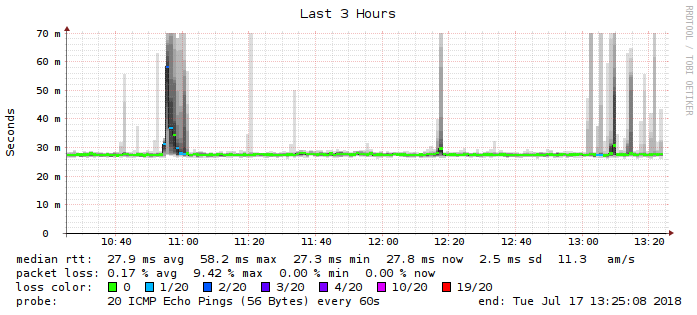 Last 3 Hours
RRDTOOL / TOBI OETIKER
Seconds
70 m
60 m
50 m
40 m
30 m
20 m
10 m
0
10:40 11:00 11:20 11:40 12:00 12:20 12:40 13:00 13:20
median rtt: 27.9 ms avg 58.2 ms max 27.3 ms min 27.8 ms now 2.5 ms sd 11.3 am/s
packet loss: 0.17 % avg 9.42 % max 0.00 % min 0.00 % now
loss color: 0 1/20 2/20 3/20 4/20 10/20 19/20
probe: 20 ICMP Echo Pings (56 Bytes) every 60s end: Tue Jul 17 13:25:08 2018